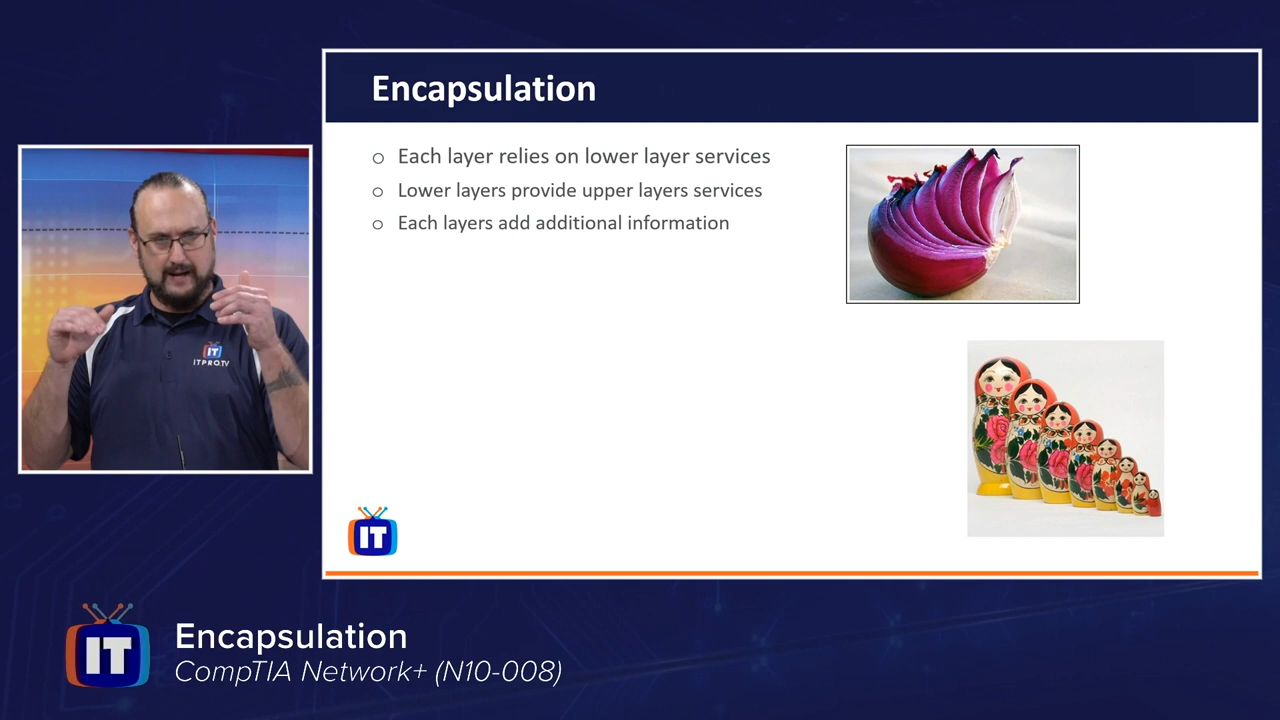 Encapsulation
Each layer relies on lower layer services
Lower layers provide upper layers services
Each layers add additional information
IT
ITPRO.TV
IT
IT
Encapsulation
CompTIA Network+ (N10-008)